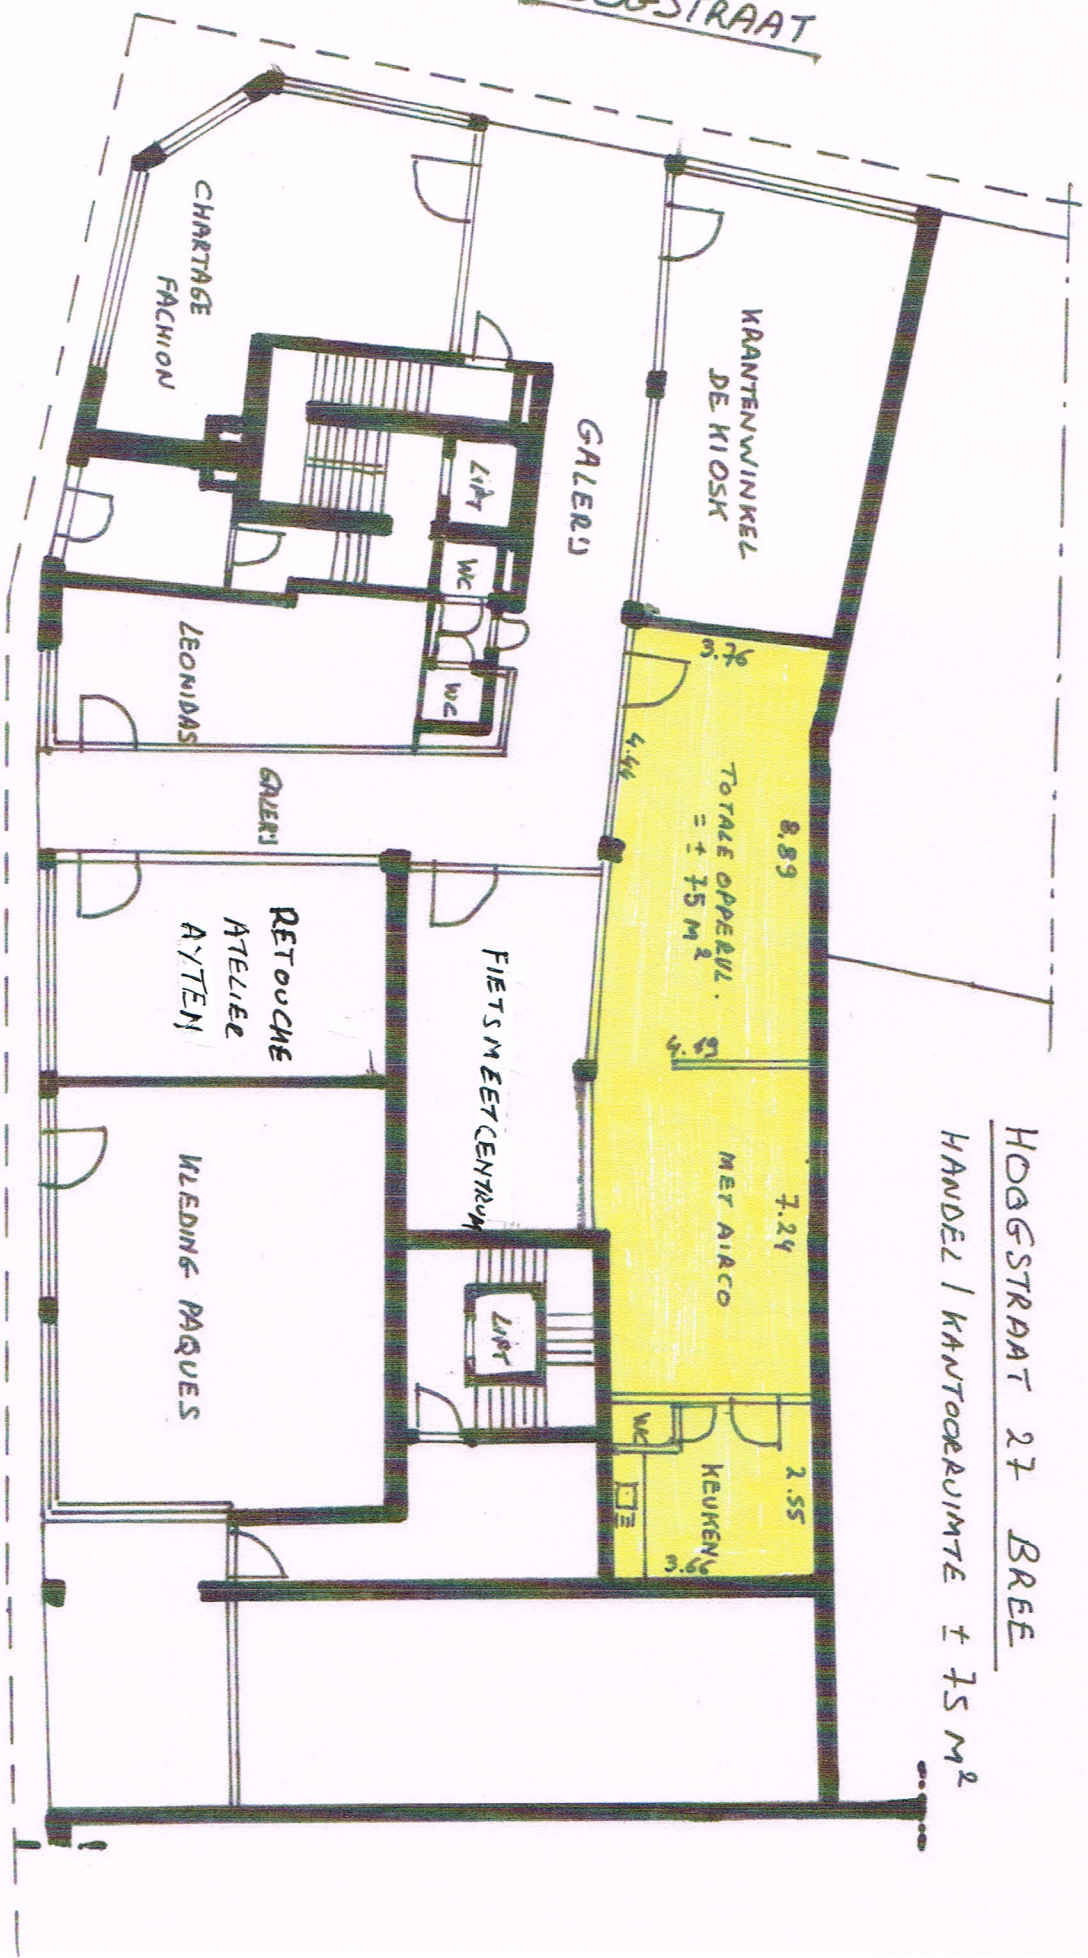 HOOGSTRAAT 27 BREE
HANDEL / KANTOORRUIMTE ± 75 M²
KRANTENWINKEL
DE KIOSK
3.76
8.89
TOTALE OPPERVL.
= ± 75 M²
4.44
4.49
7.24
MET AIRCO
2.55
KEUKEN
3.66
WC
GALERIJ
CHARTAGE
FACHION
LIFT
WC
WC
LEONIDAS
GALERIJ
FIETSMEETCENTRUM
LIFT
RETOUCHE
ATELIER
AYTEN
KLEDING PAQUES